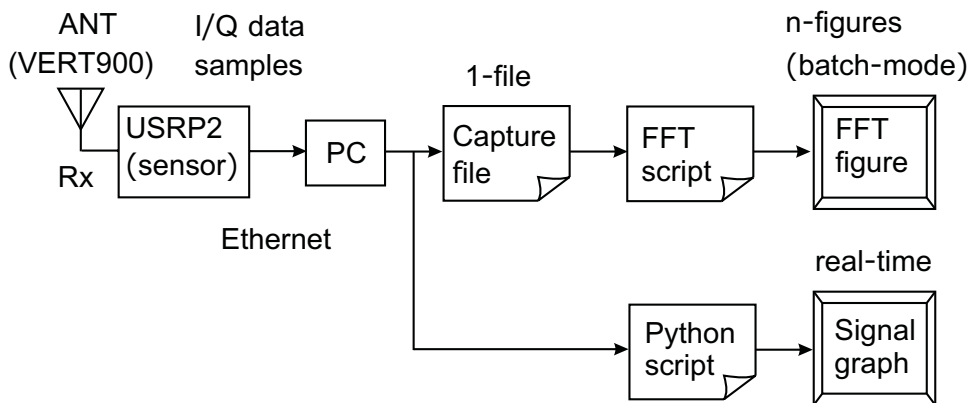 ANT
(VERT900)
I/Q data
samples
n-figures
(batch-mode)
1-file
USRP2
(sensor)
PC
Capture
file
FFT
script
FFT
figure
Rx
Ethernet
real-time
Python
script
Signal
graph